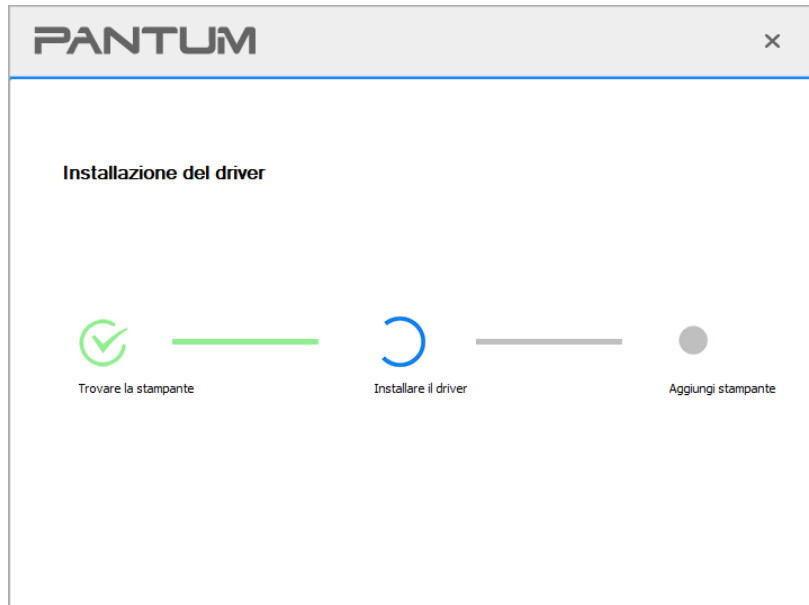 PANTUM
Installazione del driver
Trovare la stampante
Installare il driver
Aggiungi stampante